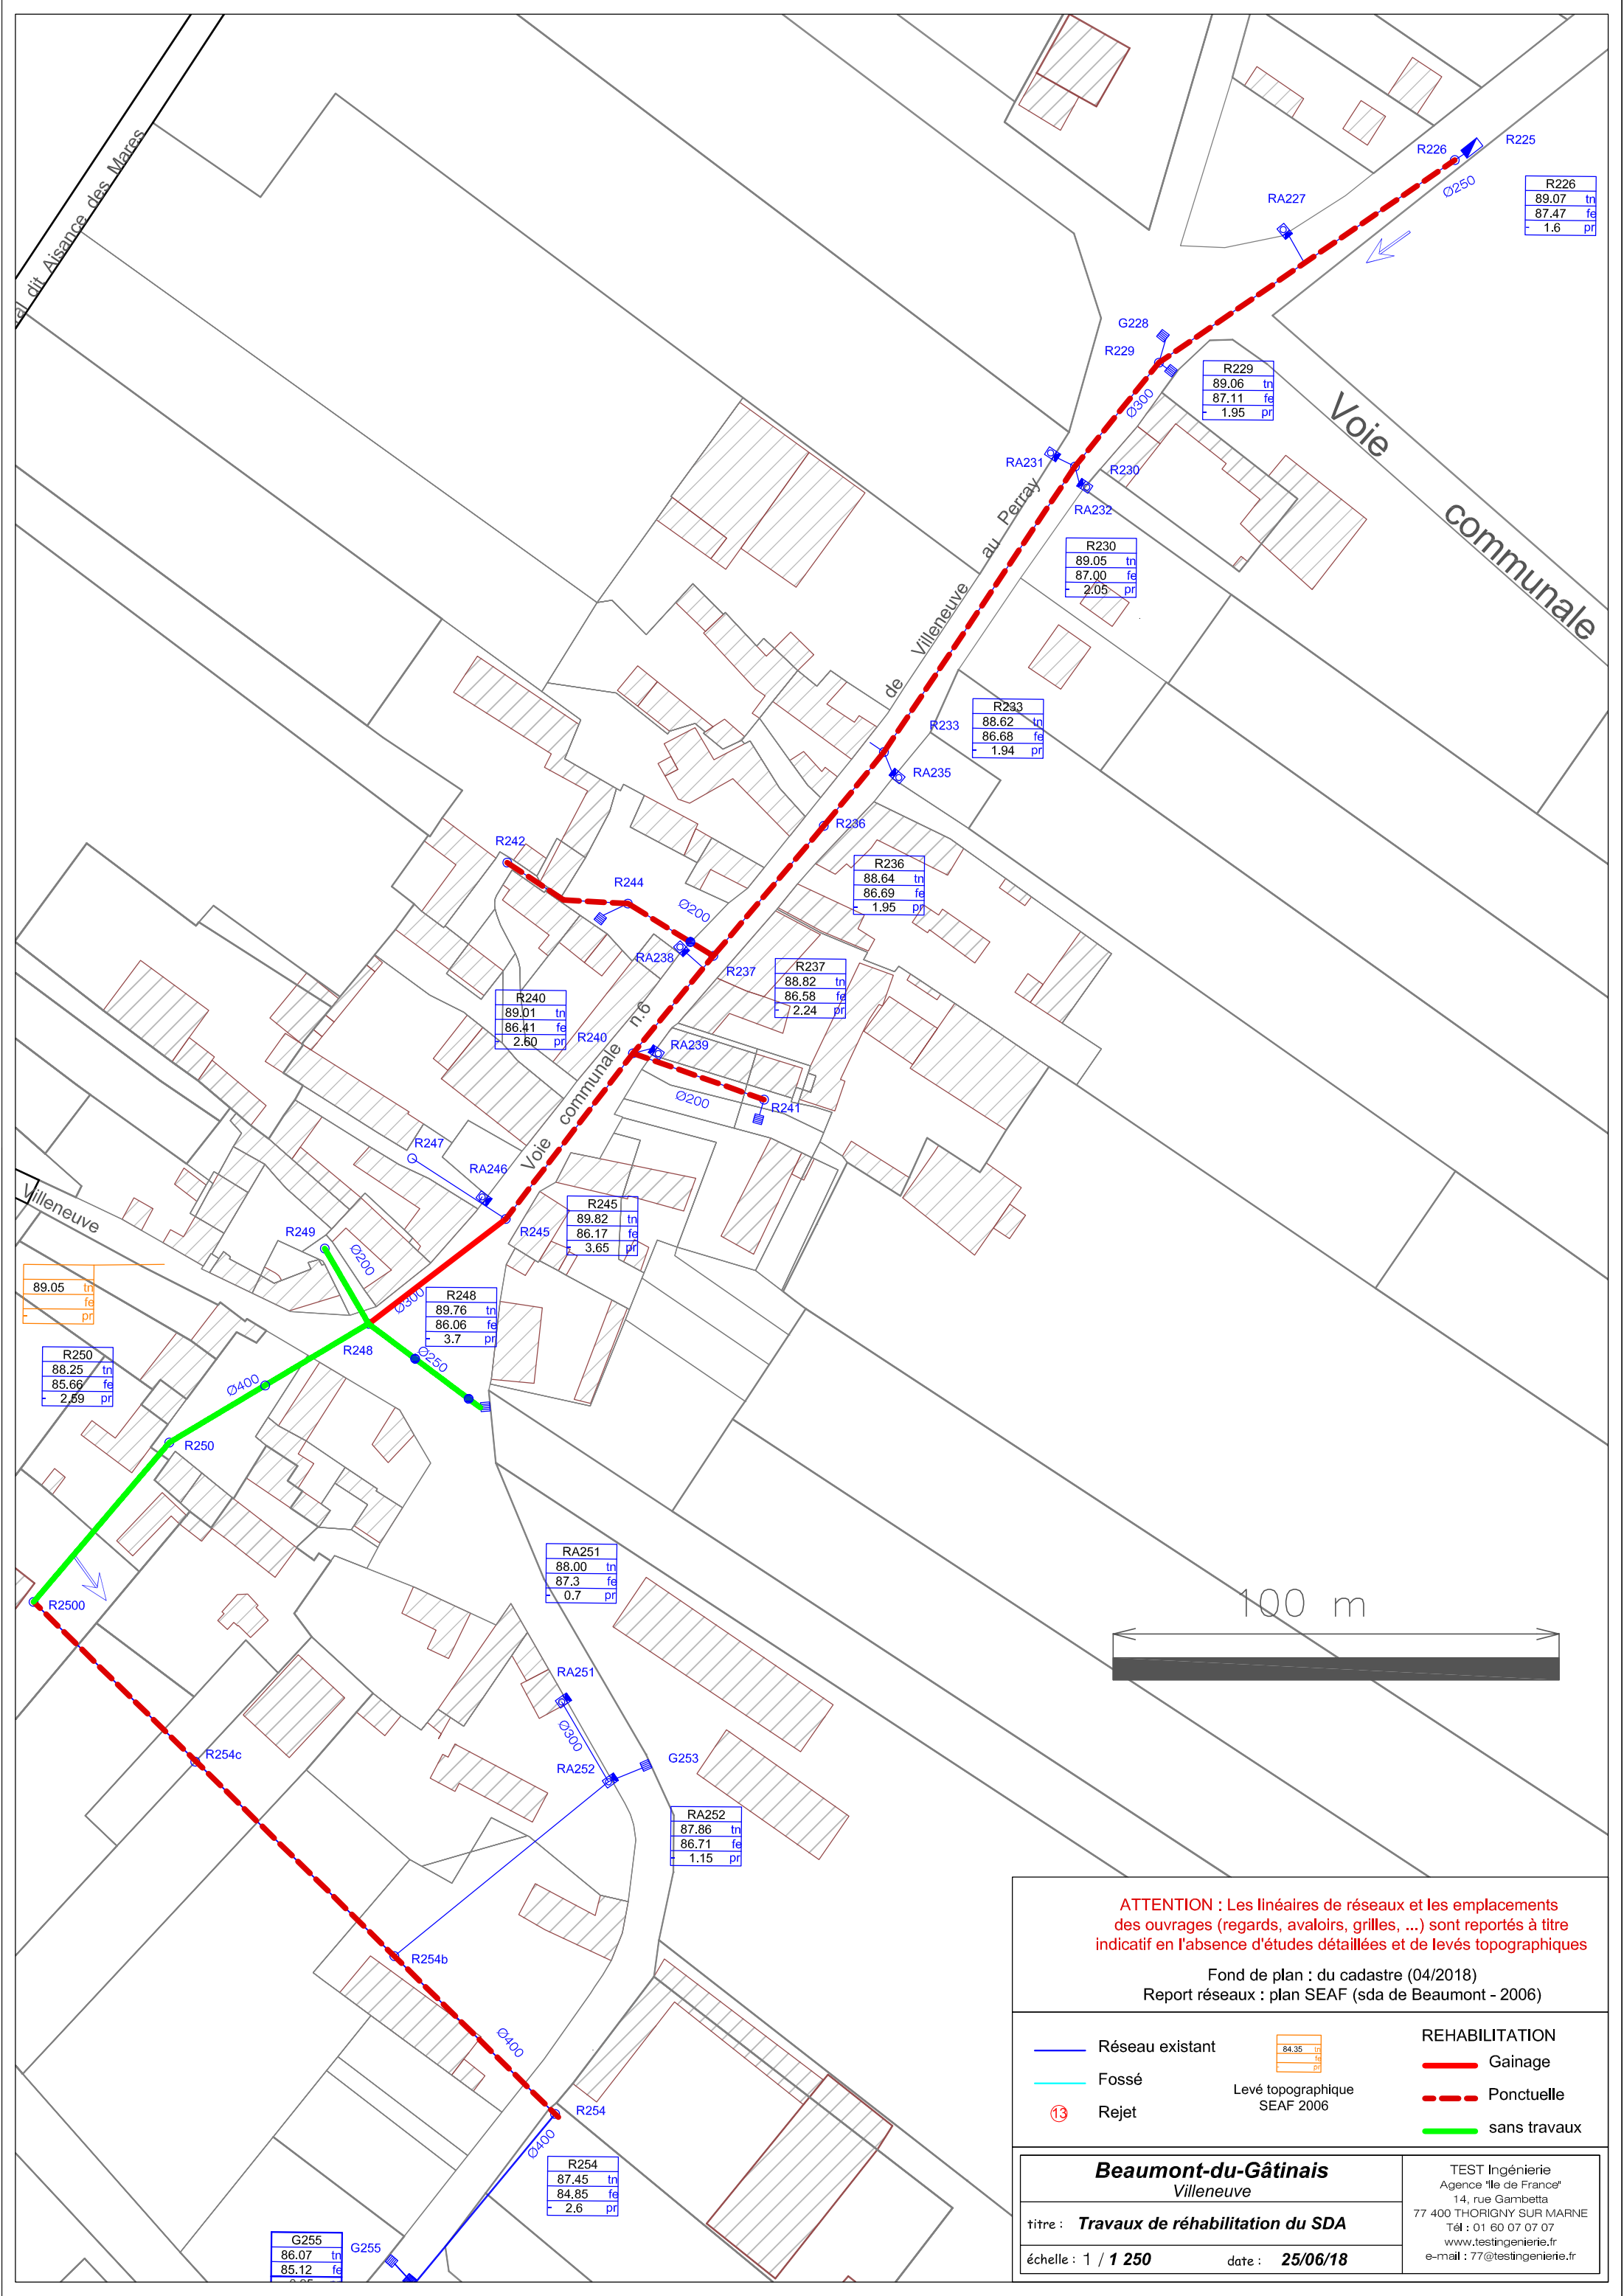 al dit Aisance des Mares
R226
R225
Ø250
R226
89.07 tn
87.47 fe
- 1.6 pr
RA227
G228
R229
R229
89.06 tn
87.11 fe
- 1.95 pr
Ø300
Voie communale
RA231
R230
RA232
R230
89.05 tn
87.00 fe
- 2.05 pr
de Villeneuve au Perray
R233
R233
88.62 tn
86.68 fe
- 1.94 pr
RA235
R236
R236
88.64 tn
86.69 fe
- 1.95 pr
R242
R244
Ø200
RA238
R237
R237
88.82 tn
86.58 fe
- 2.24 pr
R240
89.01 tn
86.41 fe
- 2.60 pr
R240
RA239
Ø200
R241
Voie communale n.6
R247
RA246
R245
R245
89.82 tn
86.17 fe
- 3.65 pr
Villeneuve
R249
Ø200
89.05 tn
fe
- pr
Ø300
R248
89.76 tn
86.06 fe
- 3.7 pr
R248
Ø250
R250
88.25 tn
85.66 fe
- 2.59 pr
Ø400
R250
RA251
88.00 tn
87.3 fe
- 0.7 pr
R2500
100 m
RA251
Ø300
R254c
RA252
G253
RA252
87.86 tn
86.71 fe
- 1.15 pr
R254b
Ø400
R254
Ø400
R254
87.45 tn
84.85 fe
- 2.6 pr
G255
86.07 tn
85.12 fe
G255
ATTENTION : Les linéaires de réseaux et les emplacements
des ouvrages (regards, avaloirs, grilles, ...) sont reportés à titre
indicatif en l'absence d'études détaillées et de levés topographiques
Fond de plan : du cadastre (04/2018)
Report réseaux : plan SEAF (sda de Beaumont - 2006)
Réseau existant
Fossé
13 Rejet
84.35 tn
fe
- pr
Levé topographique
SEAF 2006
REHABILITATION
Gainage
Ponctuelle
sans travaux
Beaumont-du-Gâtinais
Villeneuve
titre : Travaux de réhabilitation du SDA
échelle : 1 / 1 250 date : 25/06/18
TEST Ingénierie
Agence "Ile de France"
14, rue Gambetta
77 400 THORIGNY SUR MARNE
Tél : 01 60 07 07 07
www.testingenierie.fr
e-mail : 77@testingenierie.fr